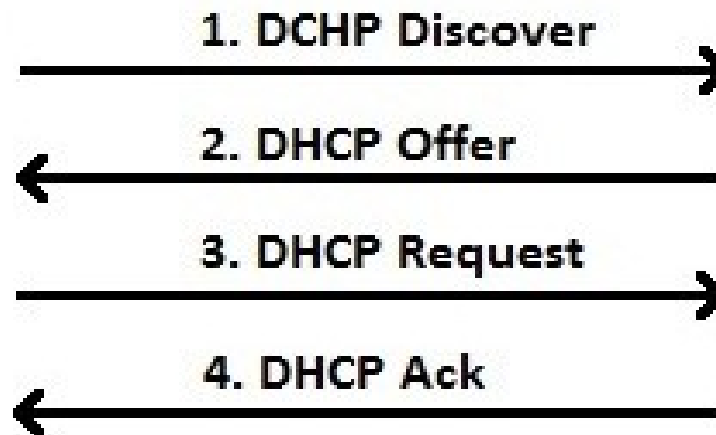 1. DCHP Discover
2. DHCP Offer
3. DHCP Request
4. DHCP Ack